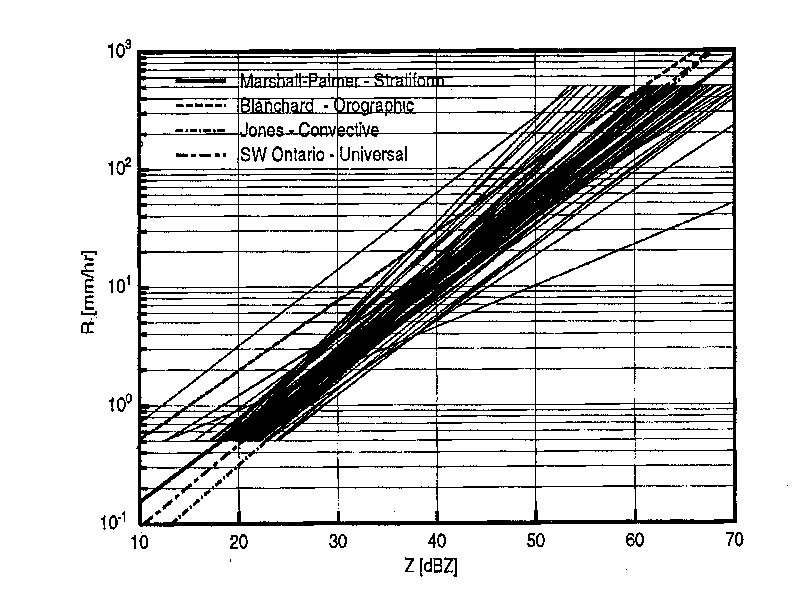 10³
Marshall-Palmer - Stratiform
Blanchard - Orographic
Jones - Convective
SW Ontario - Universal
10²
R [mm/hr]
10¹
10⁰
10⁻¹
10 20 30 40 50 60 70
Z [dBZ]